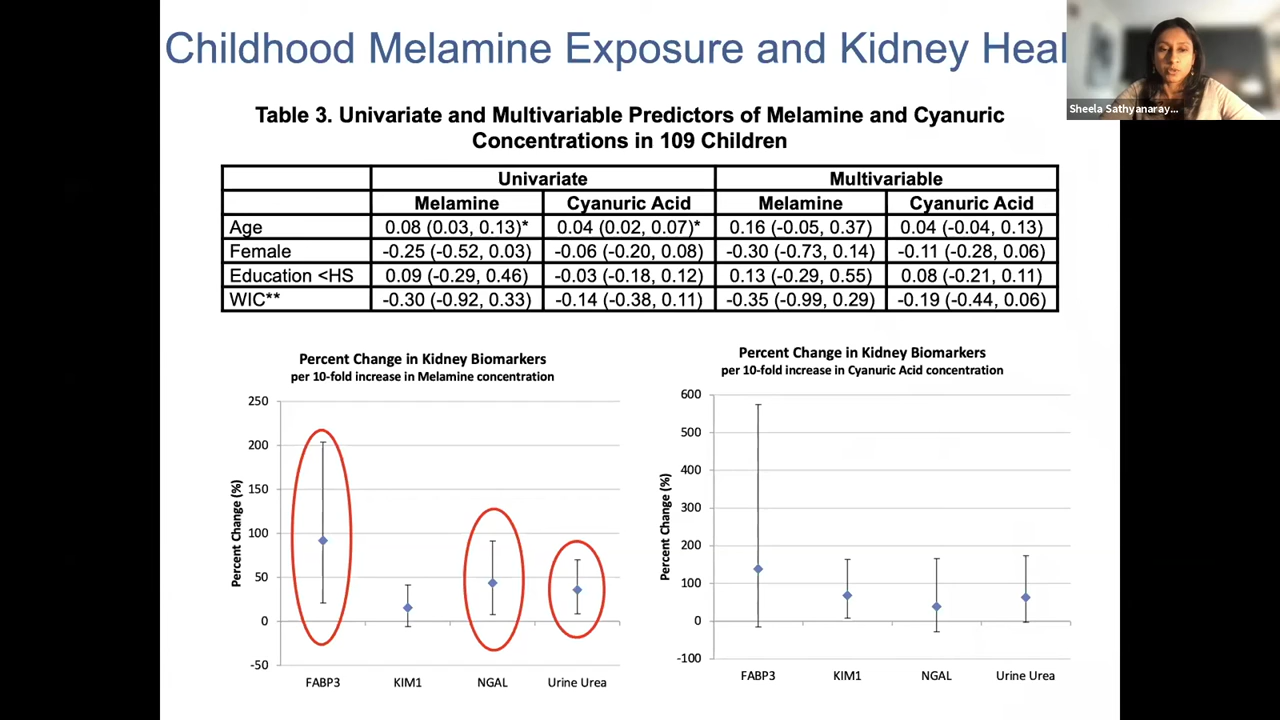 Childhood Melamine Exposure and Kidney Heal
Sheela Sathyanaray...
Table 3. Univariate and Multivariable Predictors of Melamine and Cyanuric
Concentrations in 109 Children
Univariate Multivariable
Melamine Cyanuric Acid Melamine Cyanuric Acid
Age 0.08 (0.03, 0.13)* 0.04 (0.02, 0.07)* 0.16 (-0.05, 0.37) 0.04 (-0.04, 0.13)
Female -0.25 (-0.52, 0.03) -0.06 (-0.20, 0.08) -0.30 (-0.73, 0.14) -0.11 (-0.28, 0.06)
Education <HS 0.09 (-0.29, 0.46) -0.03 (-0.18, 0.12) 0.13 (-0.29, 0.55) 0.08 (-0.21, 0.11)
WIC** -0.30 (-0.92, 0.33) -0.14 (-0.38, 0.11) -0.35 (-0.99, 0.29) -0.19 (-0.44, 0.06)
Percent Change in Kidney Biomarkers
per 10-fold increase in Melamine concentration
Percent Change (%)
250
200
150
100
50
0
-50
FABP3 KIM1 NGAL Urine Urea
Percent Change in Kidney Biomarkers
per 10-fold increase in Cyanuric Acid concentration
Percent Change (%)
600
500
400
300
200
100
0
-100
FABP3 KIM1 NGAL Urine Urea